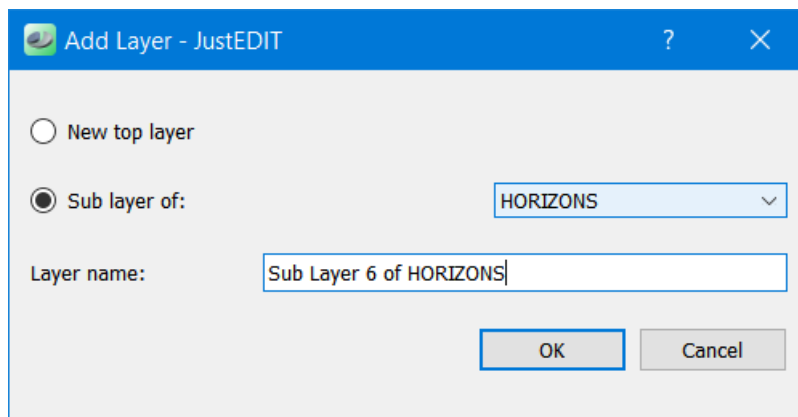 Add Layer - JustEDIT ?
New top layer
Sub layer of: HORIZONS
Layer name: Sub Layer 6 of HORIZONS
OK Cancel